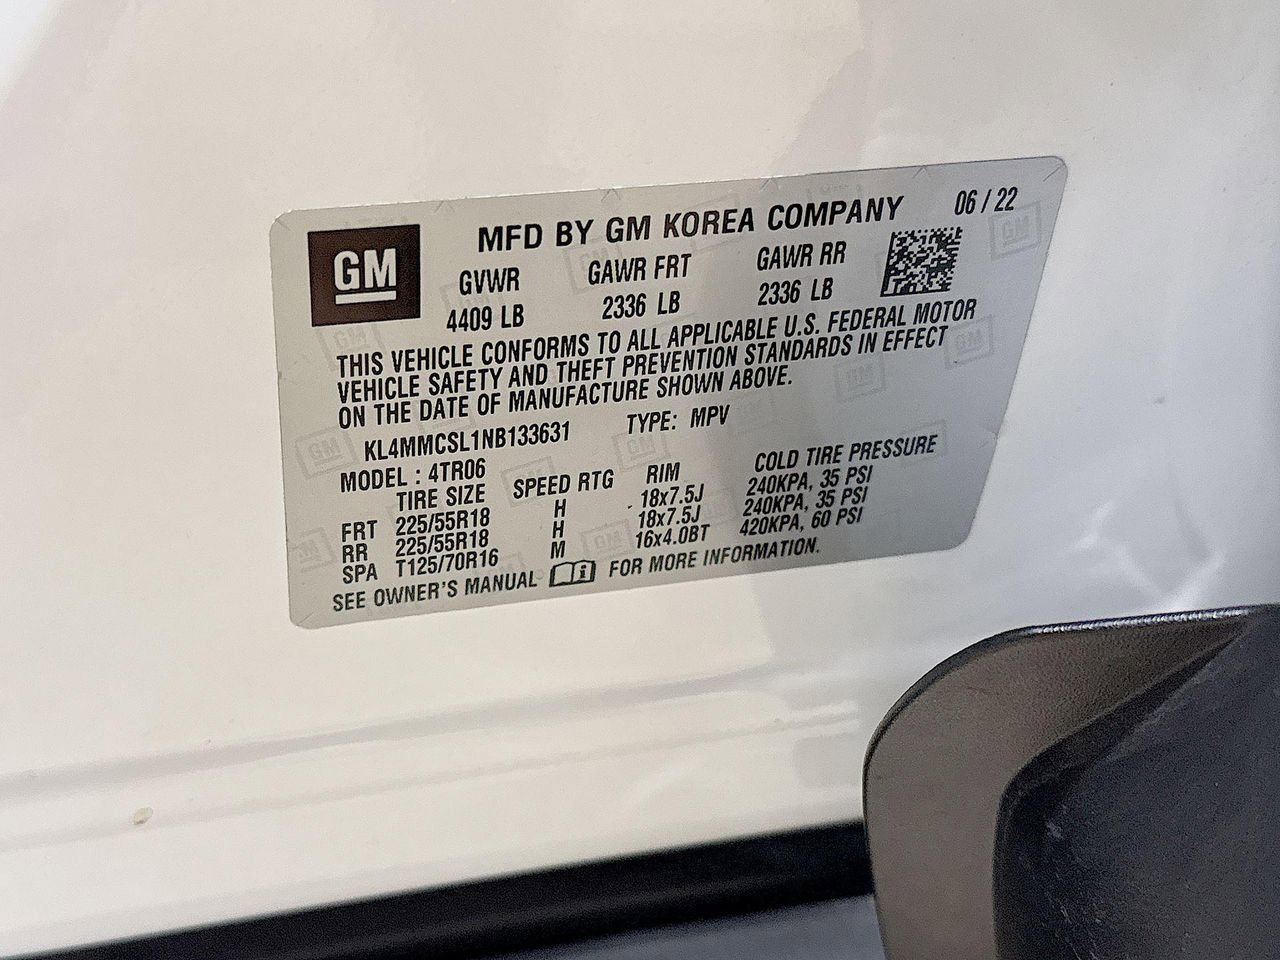 GM
MFD BY GM KOREA COMPANY 06 / 22
GVWR GAWR FRT GAWR RR
4409 LB 2336 LB 2336 LB
THIS VEHICLE CONFORMS TO ALL APPLICABLE U.S. FEDERAL MOTOR
VEHICLE SAFETY AND THEFT PREVENTION STANDARDS IN EFFECT
ON THE DATE OF MANUFACTURE SHOWN ABOVE.
KL4MMCSL1NB133631 TYPE: MPV
MODEL : 4TR06
TIRE SIZE SPEED RTG RIM COLD TIRE PRESSURE
FRT 225/55R18 H 18x7.5J 240KPA, 35 PSI
RR 225/55R18 H 18x7.5J 240KPA, 35 PSI
SPA T125/70R16 M 16x4.0BT 420KPA, 60 PSI
SEE OWNER'S MANUAL FOR MORE INFORMATION.